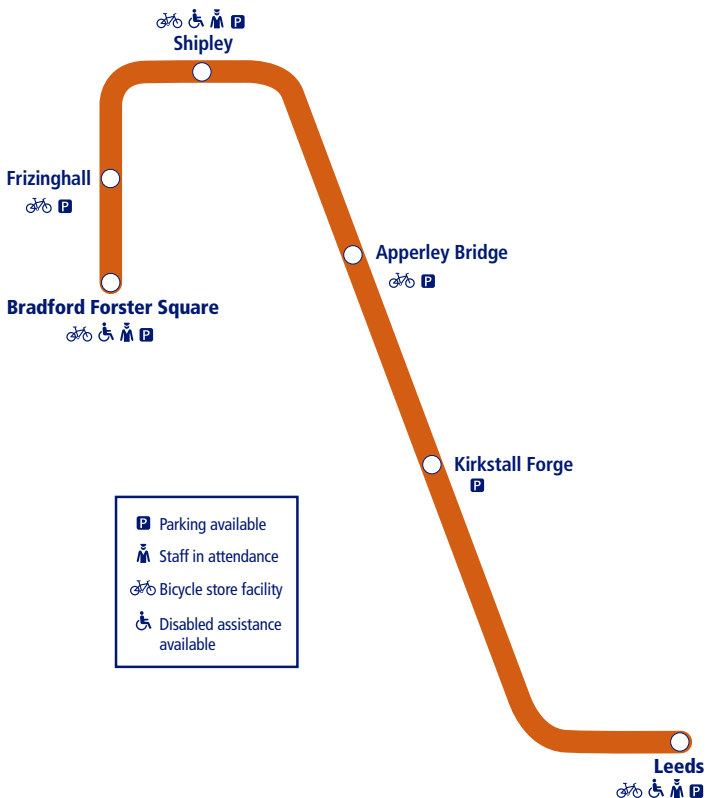 P
Shipley
Frizinghall
P
Apperley Bridge
P
Bradford Forster Square
P
Kirkstall Forge
P
P Parking available
Staff in attendance
Bicycle store facility
Disabled assistance
available
Leeds
P